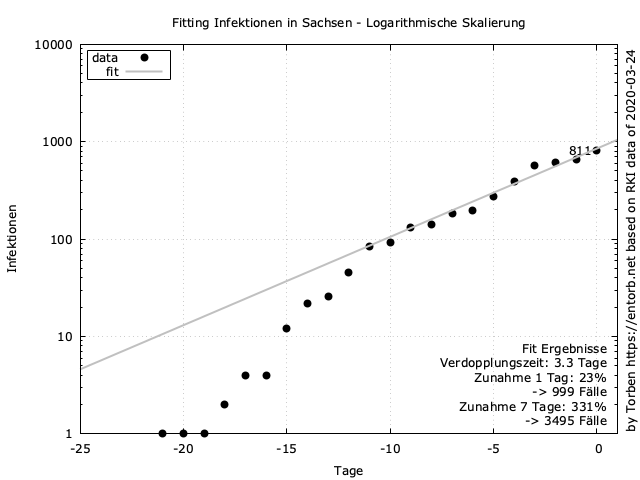 Fitting Infektionen in Sachsen - Logarithmische Skalierung
10000
1000
100
10
1
data
fit
811
Infektionen
Fit Ergebnisse
Verdopplungszeit: 3.3 Tage
Zunahme 1 Tag: 23%
-> 999 Fälle
Zunahme 7 Tage: 331%
-> 3495 Fälle
-25 -20 -15 -10 -5 0
Tage
by Torben https://entorb.net based on RKI data of 2020-03-24